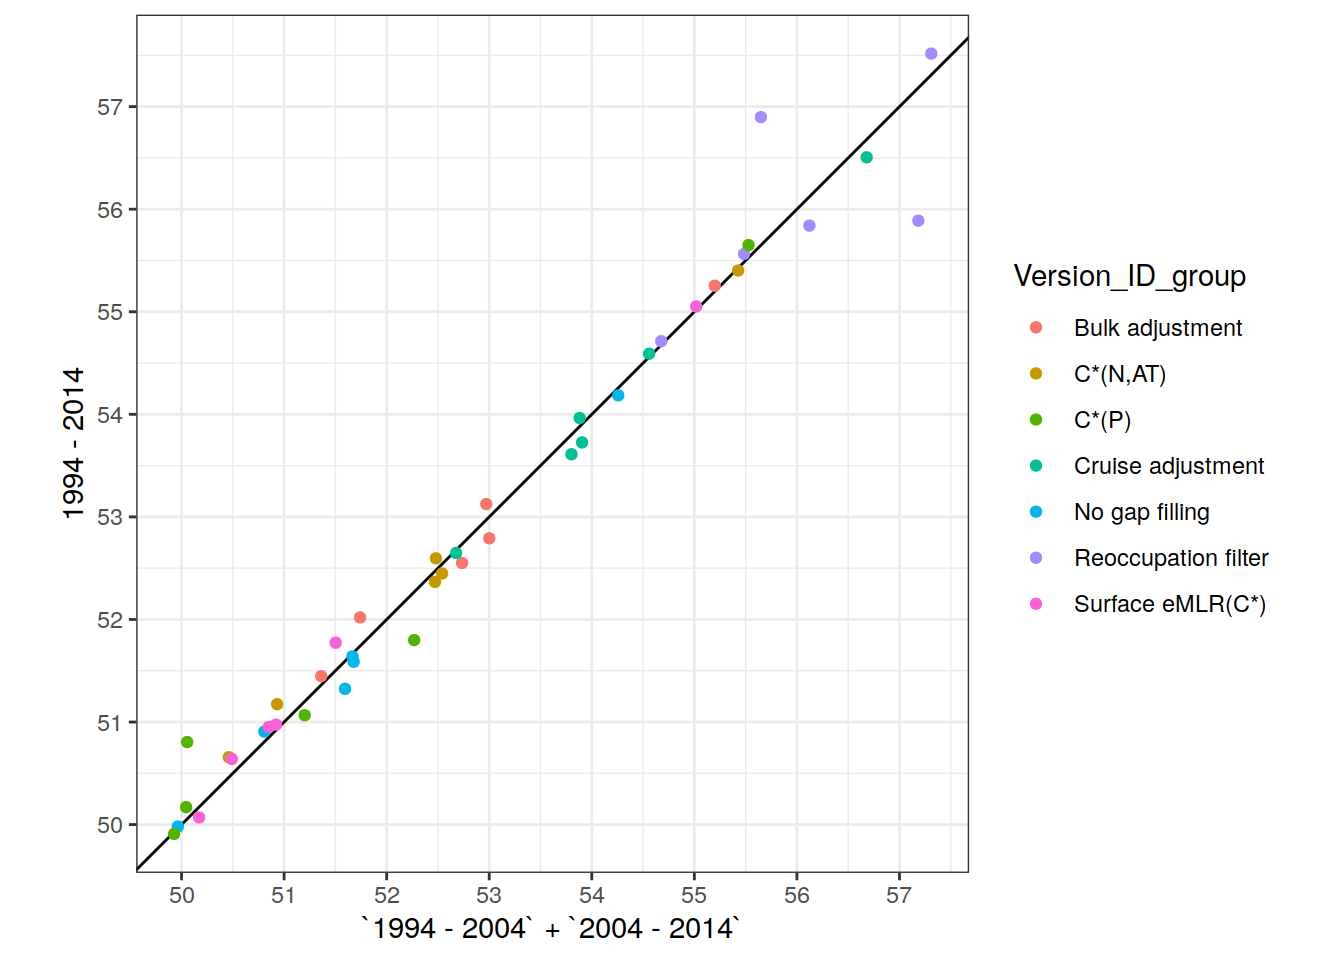 57
56
55
54
53
52
51
50
1994 - 2014
50 51 52 53 54 55 56 57
`1994 - 2004` + `2004 - 2014`
Version_ID_group
Bulk adjustment
C*(N,AT)
C*(P)
Cruise adjustment
No gap filling
Reoccupation filter
Surface eMLR(C*)